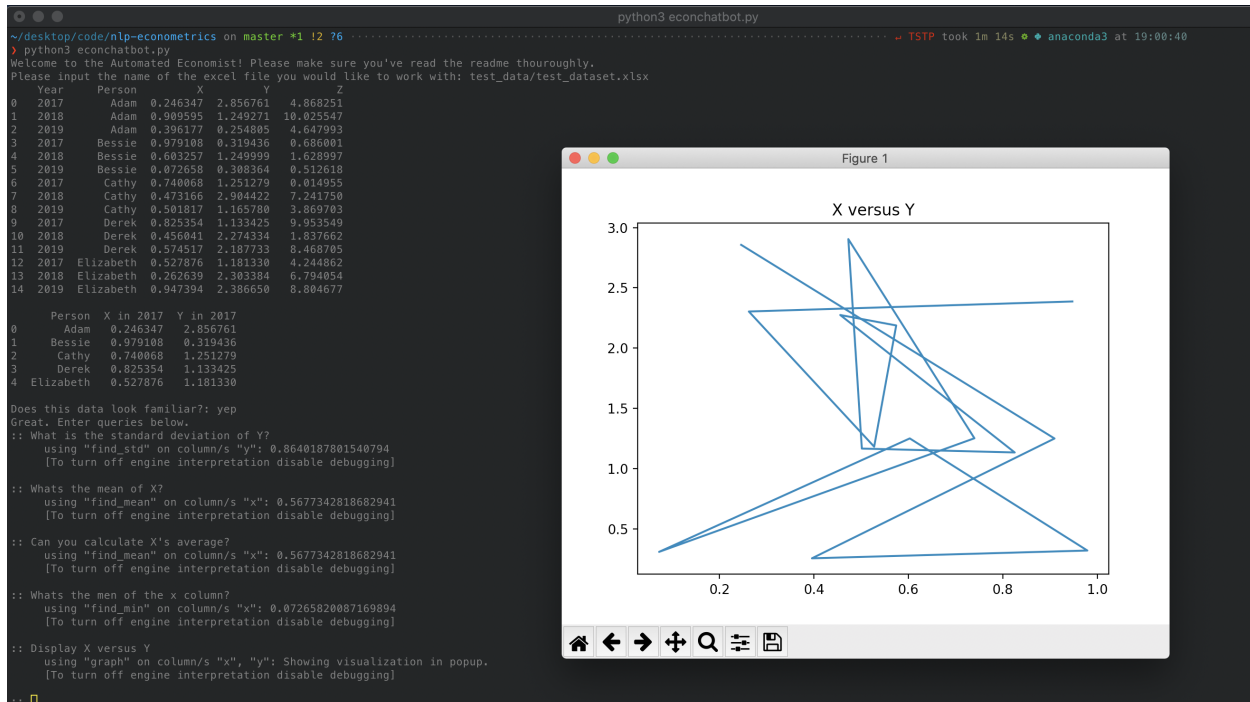 python3 econchatbot.py
~/desktop/code/nlp-econometrics on master *1 !2 ?6 ↵ TSTP took 1m 14s anaconda3 at 19:00:40
❯ python3 econchatbot.py
Welcome to the Automated Economist! Please make sure you've read the readme thouroughly.
Please input the name of the excel file you would like to work with: test_data/test_dataset.xlsx
Year Person X Y Z
0 2017 Adam 0.246347 2.856761 4.868251
1 2018 Adam 0.909595 1.249271 10.025547
2 2019 Adam 0.396177 0.254805 4.647993
3 2017 Bessie 0.979108 0.319436 0.686001
4 2018 Bessie 0.603257 1.249999 1.628997
5 2019 Bessie 0.072658 0.308364 0.512618
6 2017 Cathy 0.740068 1.251279 0.014955
7 2018 Cathy 0.473166 2.904422 7.241750
8 2019 Cathy 0.501817 1.165780 3.869703
9 2017 Derek 0.825354 1.133425 9.953549
10 2018 Derek 0.456041 2.274334 1.837662
11 2019 Derek 0.574517 2.187733 8.468705
12 2017 Elizabeth 0.527876 1.181330 4.244862
13 2018 Elizabeth 0.262639 2.303384 6.794054
14 2019 Elizabeth 0.947394 2.386650 8.804677
Person X in 2017 Y in 2017
0 Adam 0.246347 2.856761
1 Bessie 0.979108 0.319436
2 Cathy 0.740068 1.251279
3 Derek 0.825354 1.133425
4 Elizabeth 0.527876 1.181330
Does this data look familiar?: yep
Great. Enter queries below.
:: What is the standard deviation of Y?
using "find_std" on column/s "y": 0.8640187801540794
[To turn off engine interpretation disable debugging]
:: Whats the mean of X?
using "find_mean" on column/s "x": 0.5677342818682941
[To turn off engine interpretation disable debugging]
:: Can you calculate X's average?
using "find_mean" on column/s "x": 0.5677342818682941
[To turn off engine interpretation disable debugging]
:: Whats the men of the x column?
using "find_min" on column/s "x": 0.07265820087169894
[To turn off engine interpretation disable debugging]
:: Display X versus Y
using "graph" on column/s "x", "y": Showing visualization in popup.
[To turn off engine interpretation disable debugging]
::
Figure 1
X versus Y
3.0
2.5
2.0
1.5
1.0
0.5
0.2 0.4 0.6 0.8 1.0